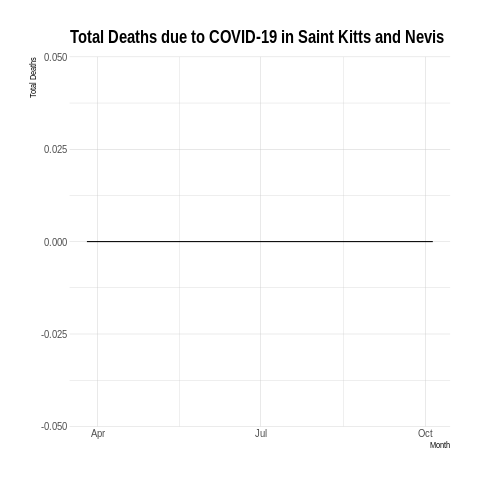 Total Deaths due to COVID-19 in Saint Kitts and Nevis
Total Deaths
0.050
0.025
0.000
-0.025
-0.050
Apr Jul Oct
Month